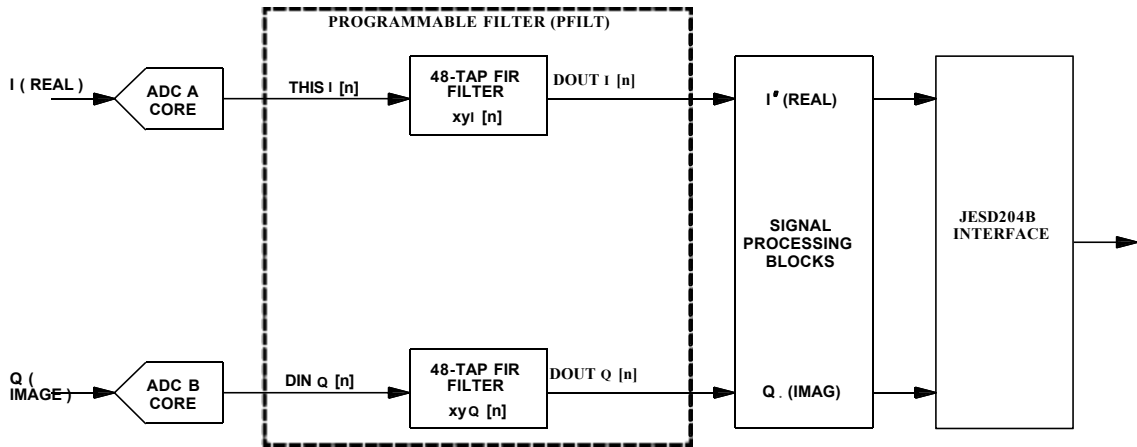 PROGRAMMABLE FILTER (PFILT)
I ( REAL )
ADC A
CORE
THIS I [n]
48-TAP FIR
FILTER
xyI [n]
DOUT I [n]
I' (REAL)
SIGNAL
PROCESSING
BLOCKS
JESD204B
INTERFACE
Q (
IMAGE )
ADC B
CORE
DIN Q [n]
48-TAP FIR
FILTER
xy Q [n]
DOUT Q [n]
Q . (IMAG)